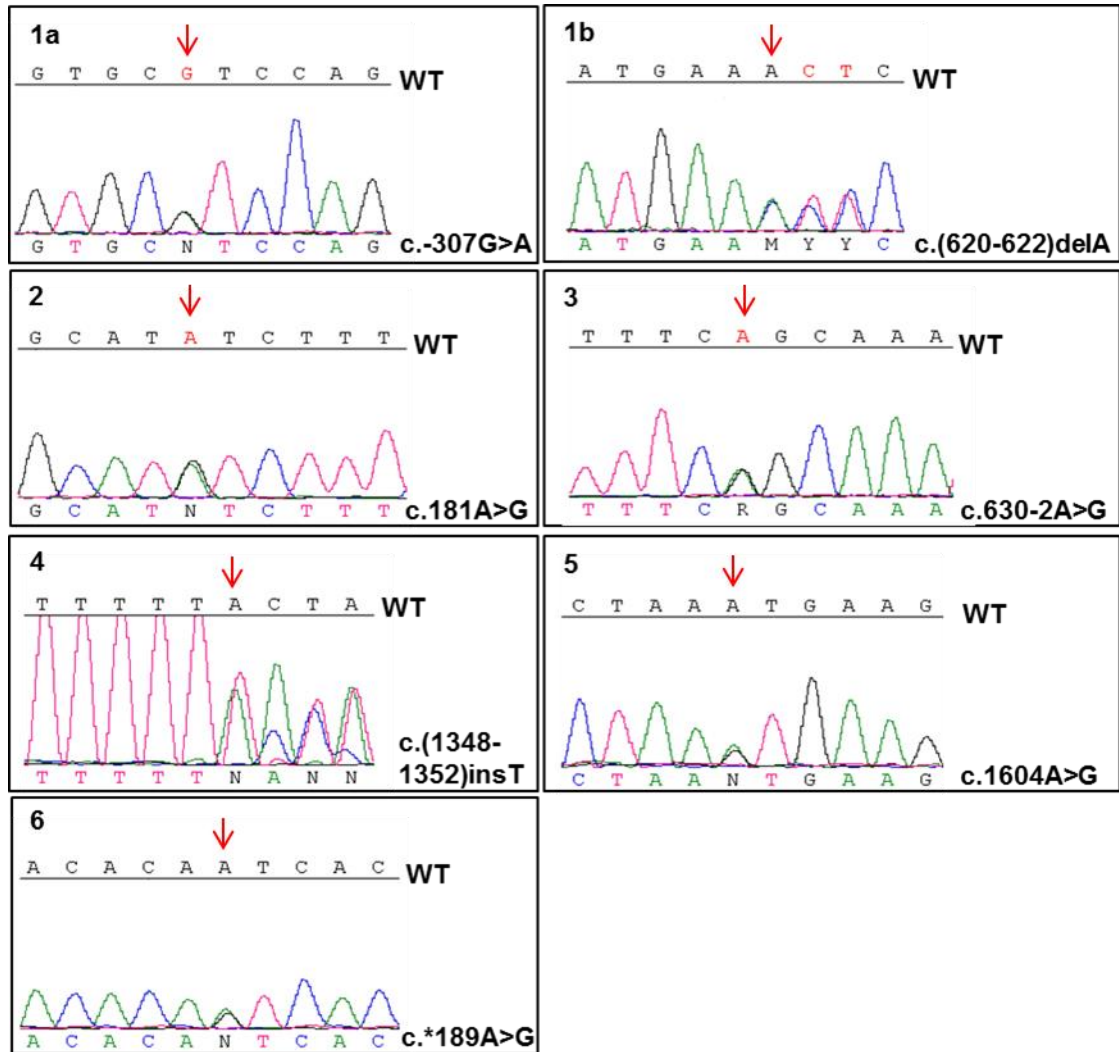 1a
G T G C G T C C A G WT
G T G C N T C C A G
c.-307G>A
1b
A T G A A A C T C WT
A T G A A M Y Y C
c.(620-622)delA
2
G C A T A T C T T T WT
G C A T N T C T T T
c.181A>G
3
T T T C A G C A A A WT
T T T C R G C A A A
c.630-2A>G
4
T T T T T A C T A WT
T T T T T N A N N
c.(1348-
1352)insT
5
C T A A A T G A A G WT
C T A A N T G A A G
c.1604A>G
6
A C A C A A T C A C WT
A C A C A N T C A C
c.*189A>G